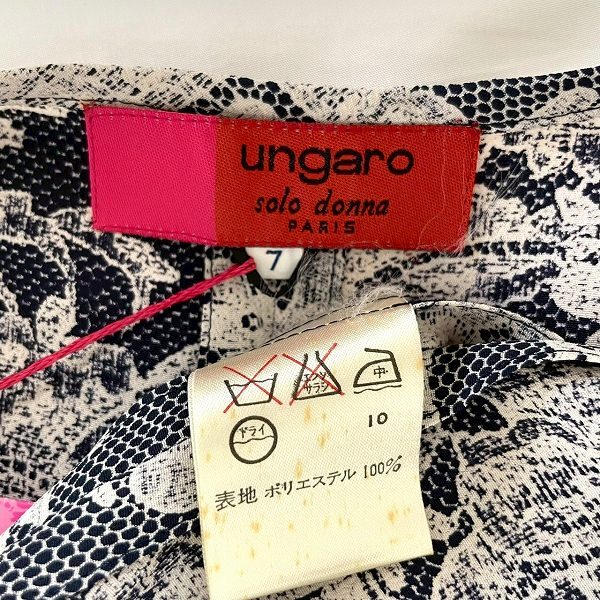 ungaro
solo donna
PARIS
7
エンソ
サラシ
中
ドライ
10
表地 ポリエステル 100%